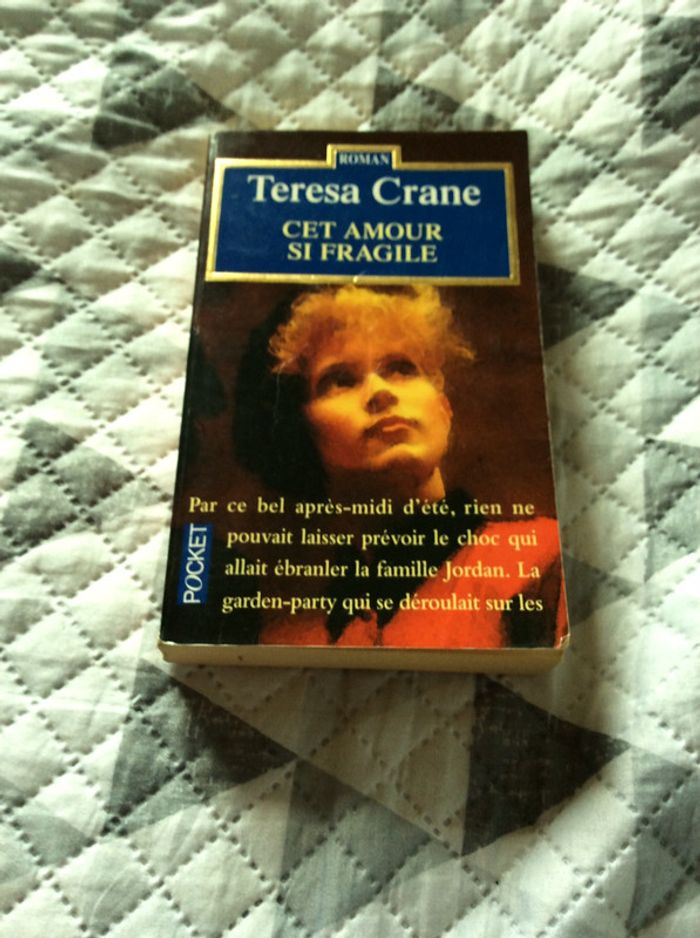 ROMAN
Teresa Crane
CET AMOUR
SI FRAGILE
Par ce bel après-midi d'été, rien ne
pouvait laisser prévoir le choc qui
allait ébranler la famille Jordan. La
garden-party qui se déroulait sur les
POCKET